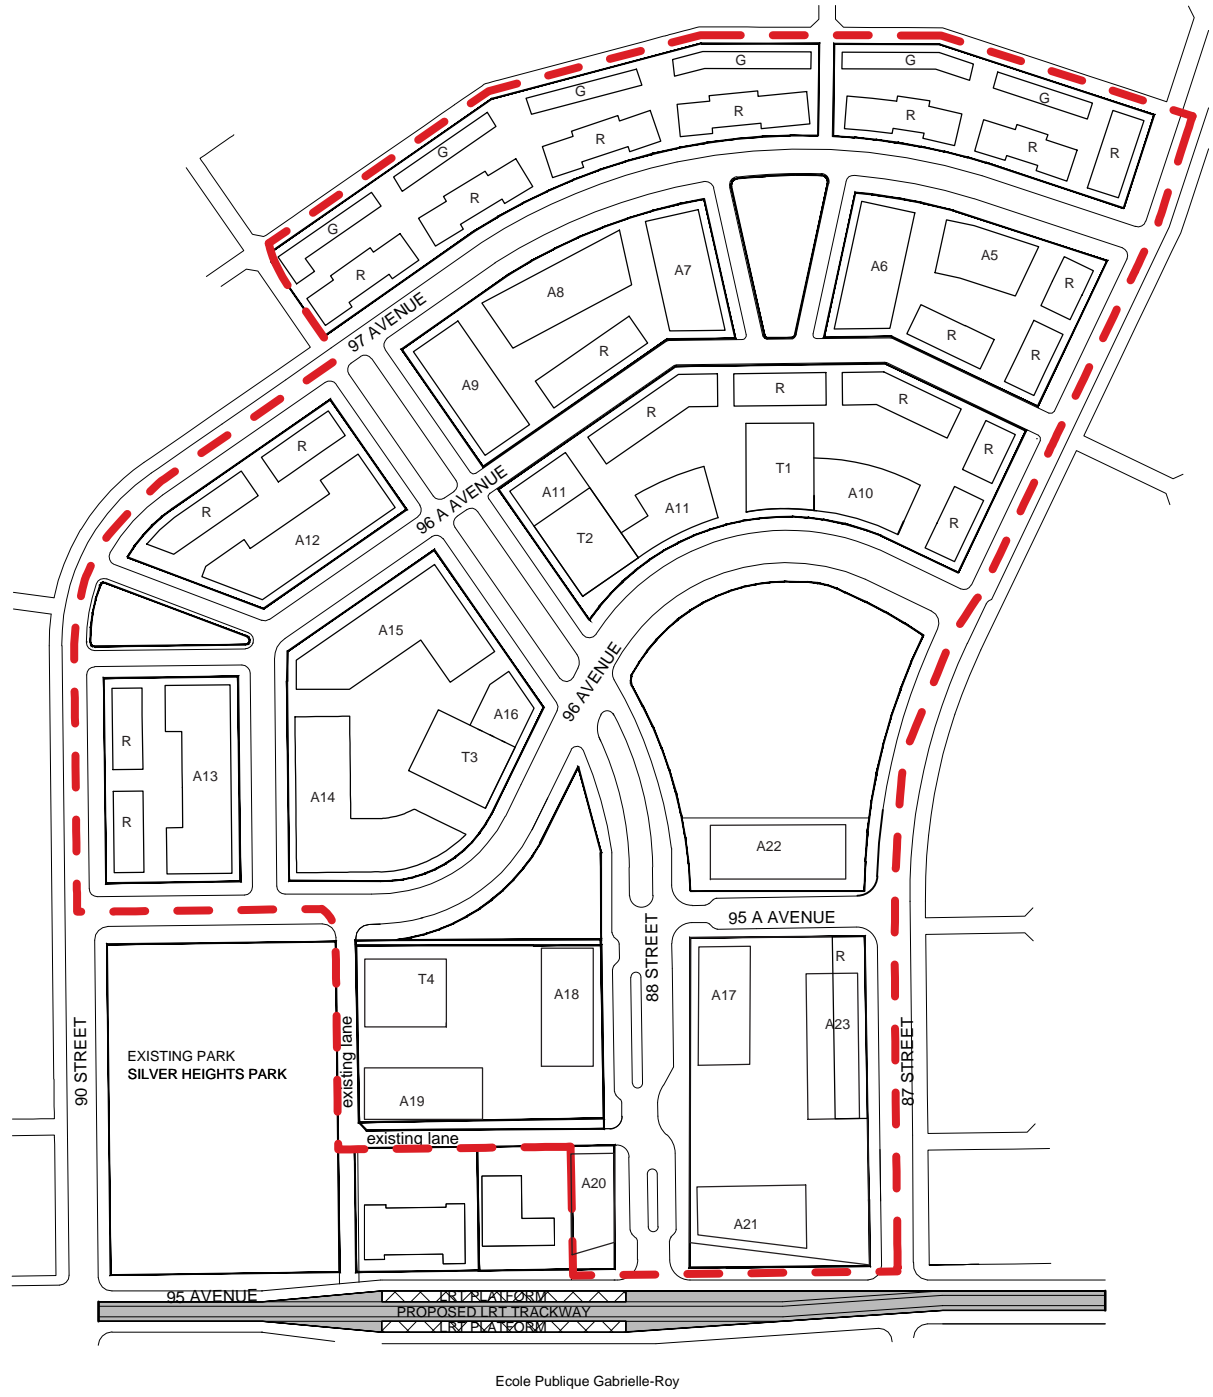 G
G
G
R
R
R
G
R
R
G
R
R
G
R
R
A7
A6
A5
R
A8
97 AVENUE
R
R
R
A9
R
R
R
R
R
R
R
A11
T1
A10
A11
96 A AVENUE
R
R
A12
T2
A15
96 AVENUE
A16
T3
R
A13
A14
R
A22
95 A AVENUE
88 STREET
R
T4
A18
A17
A23
87 STREET
90 STREET
EXISTING PARK
SILVER HEIGHTS PARK
existing lane
A19
existing lane
A20
A21
95 AVENUE
LRT PLATFORM
PROPOSED LRT TRACKWAY
LRT PLATFORM
Ecole Publique Gabrielle-Roy